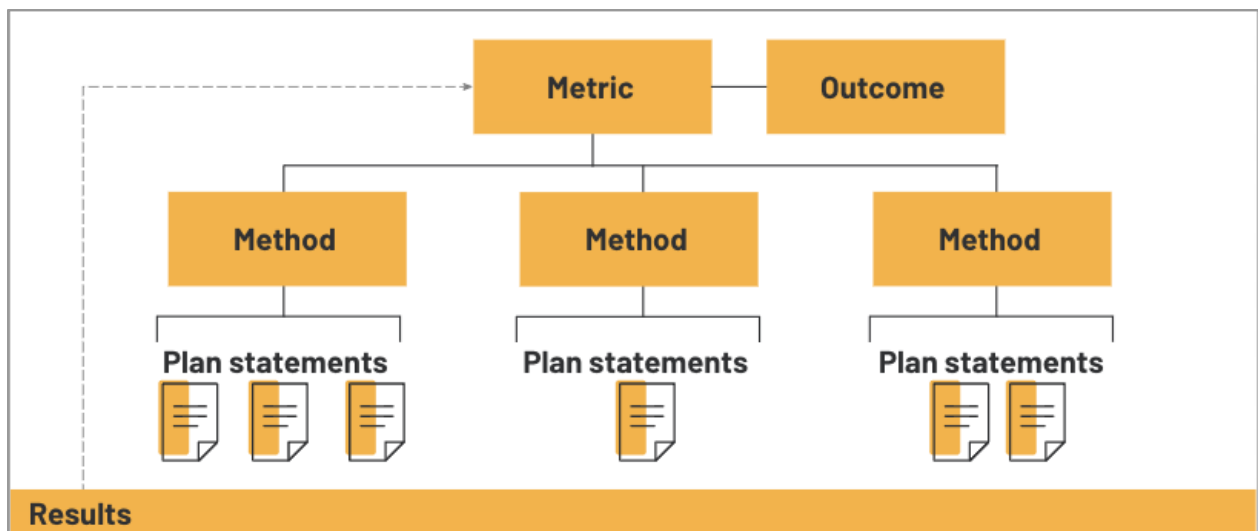 Metric
Outcome
Method
Method
Method
Plan statements
Plan statements
Plan statements
Results